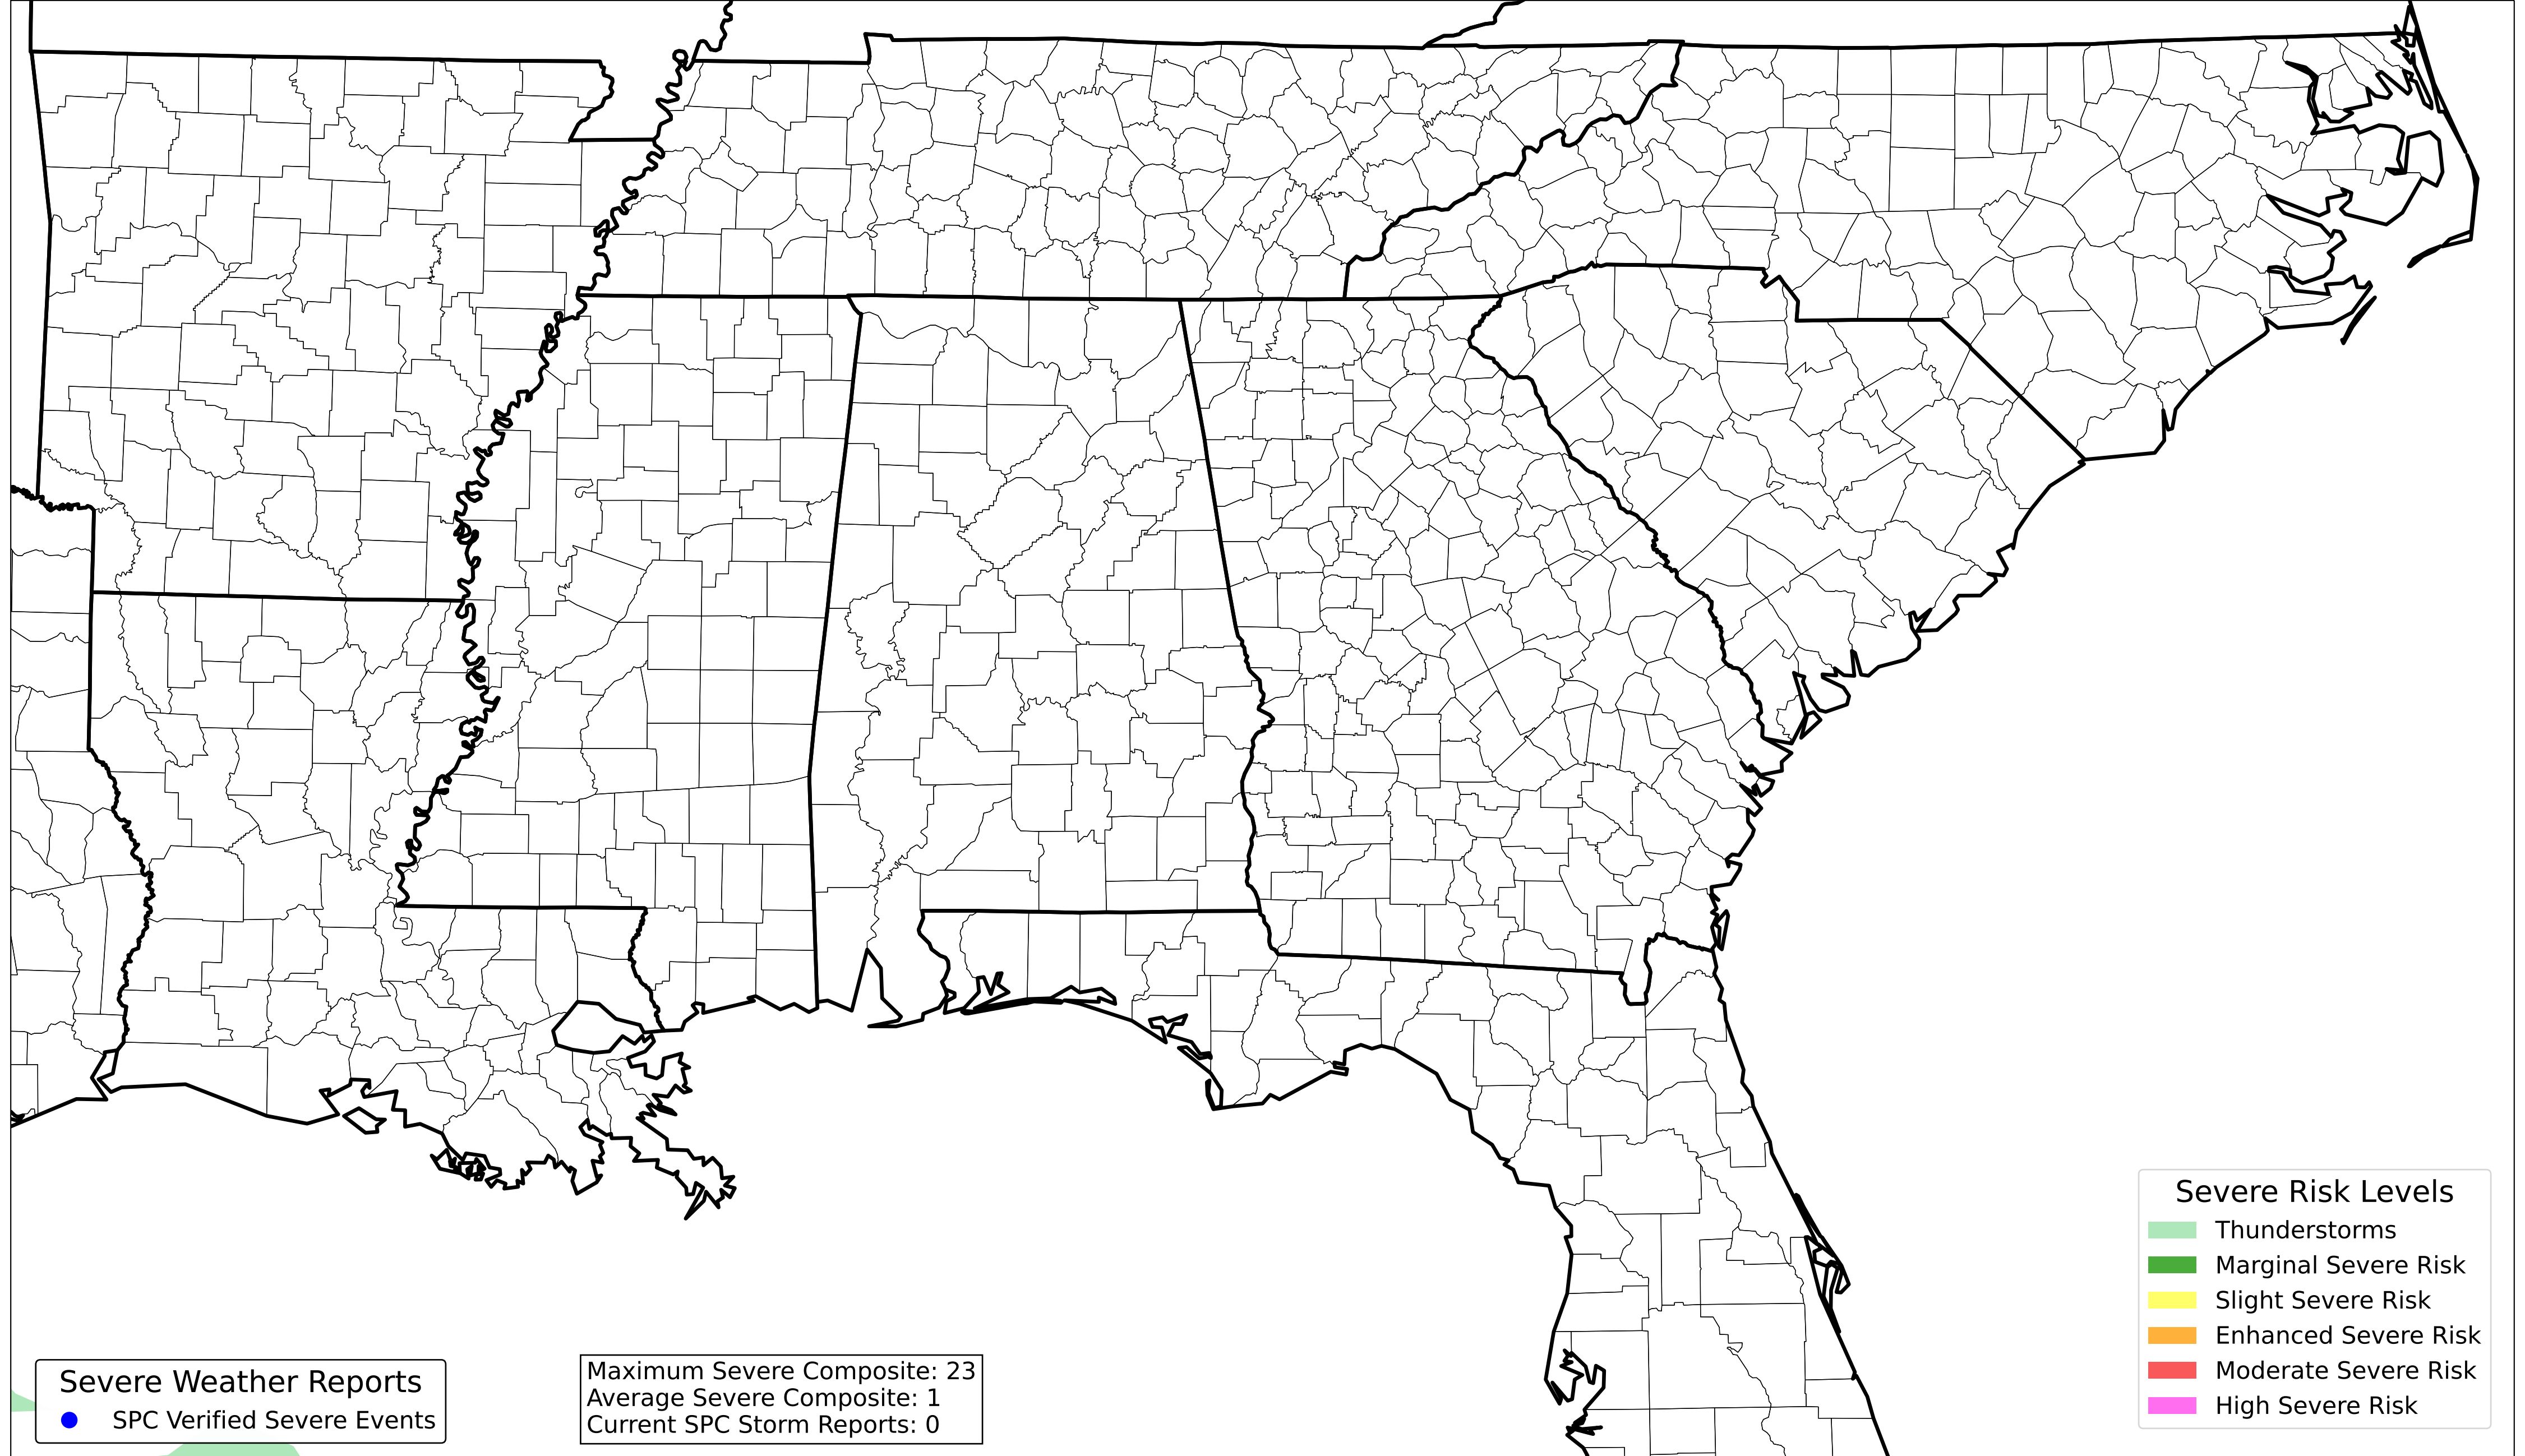 Severe Weather Reports
SPC Verified Severe Events
Maximum Severe Composite: 23
Average Severe Composite: 1
Current SPC Storm Reports: 0
Severe Risk Levels
Thunderstorms
Marginal Severe Risk
Slight Severe Risk
Enhanced Severe Risk
Moderate Severe Risk
High Severe Risk